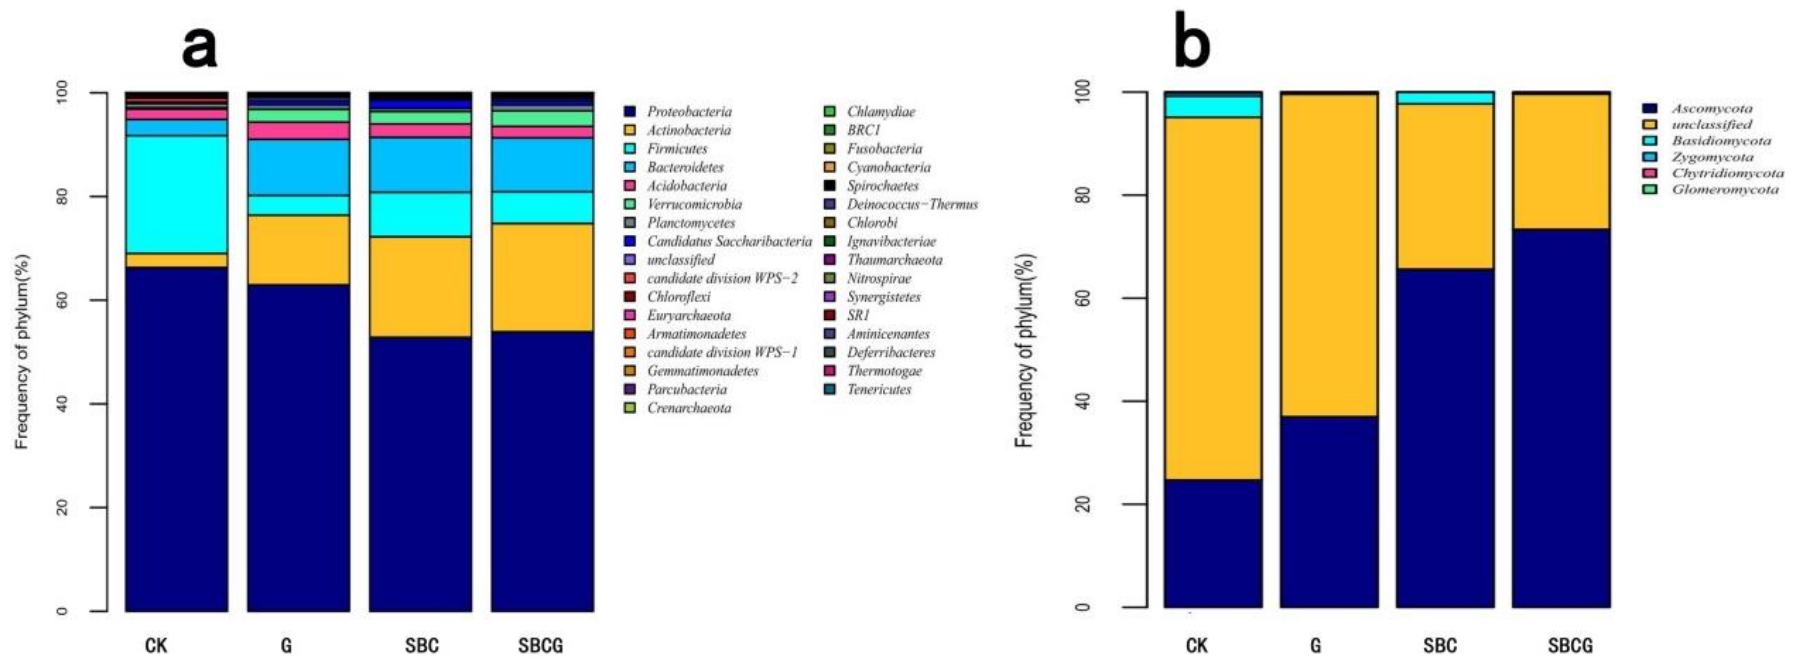 a
Frequency of phylum(%)
100
80
60
40
20
0
CK G SBC SBCG
Proteobacteria
Actinobacteria
Firmicutes
Bacteroidetes
Acidobacteria
Verrucomicrobia
Planctomycetes
Candidatus Saccharibacteria
unclassified
candidate division WPS−2
Chloroflexi
Euryarchaeota
Armatimonadetes
candidate division WPS−1
Gemmatimonadetes
Parcubacteria
Crenarchaeota
Chlamydiae
BRC1
Fusobacteria
Cyanobacteria
Spirochaetes
Deinococcus−Thermus
Chlorobi
Ignavibacteriae
Thaumarchaeota
Nitrospirae
Synergistetes
SR1
Aminicenantes
Deferribacteres
Thermotogae
Tenericutes
b
Frequency of phylum(%)
100
80
60
40
20
0
CK G SBC SBCG
Ascomycota
unclassified
Basidiomycota
Zygomycota
Chytridiomycota
Glomeromycota